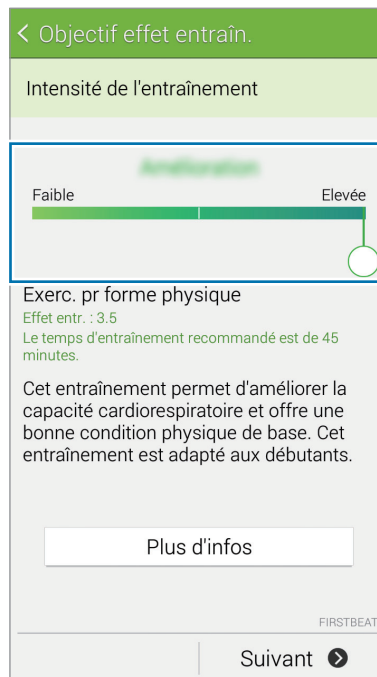 Objectif effet entraîn.
Intensité de l'entraînement
Faible Elevée
Exerc. pr forme physique
Effet entr. : 3.5
Le temps d'entraînement recommandé est de 45
minutes.
Cet entraînement permet d'améliorer la
capacité cardiorespiratoire et offre une
bonne condition physique de base. Cet
entraînement est adapté aux débutants.
Plus d'infos
FIRSTBEAT
Suivant